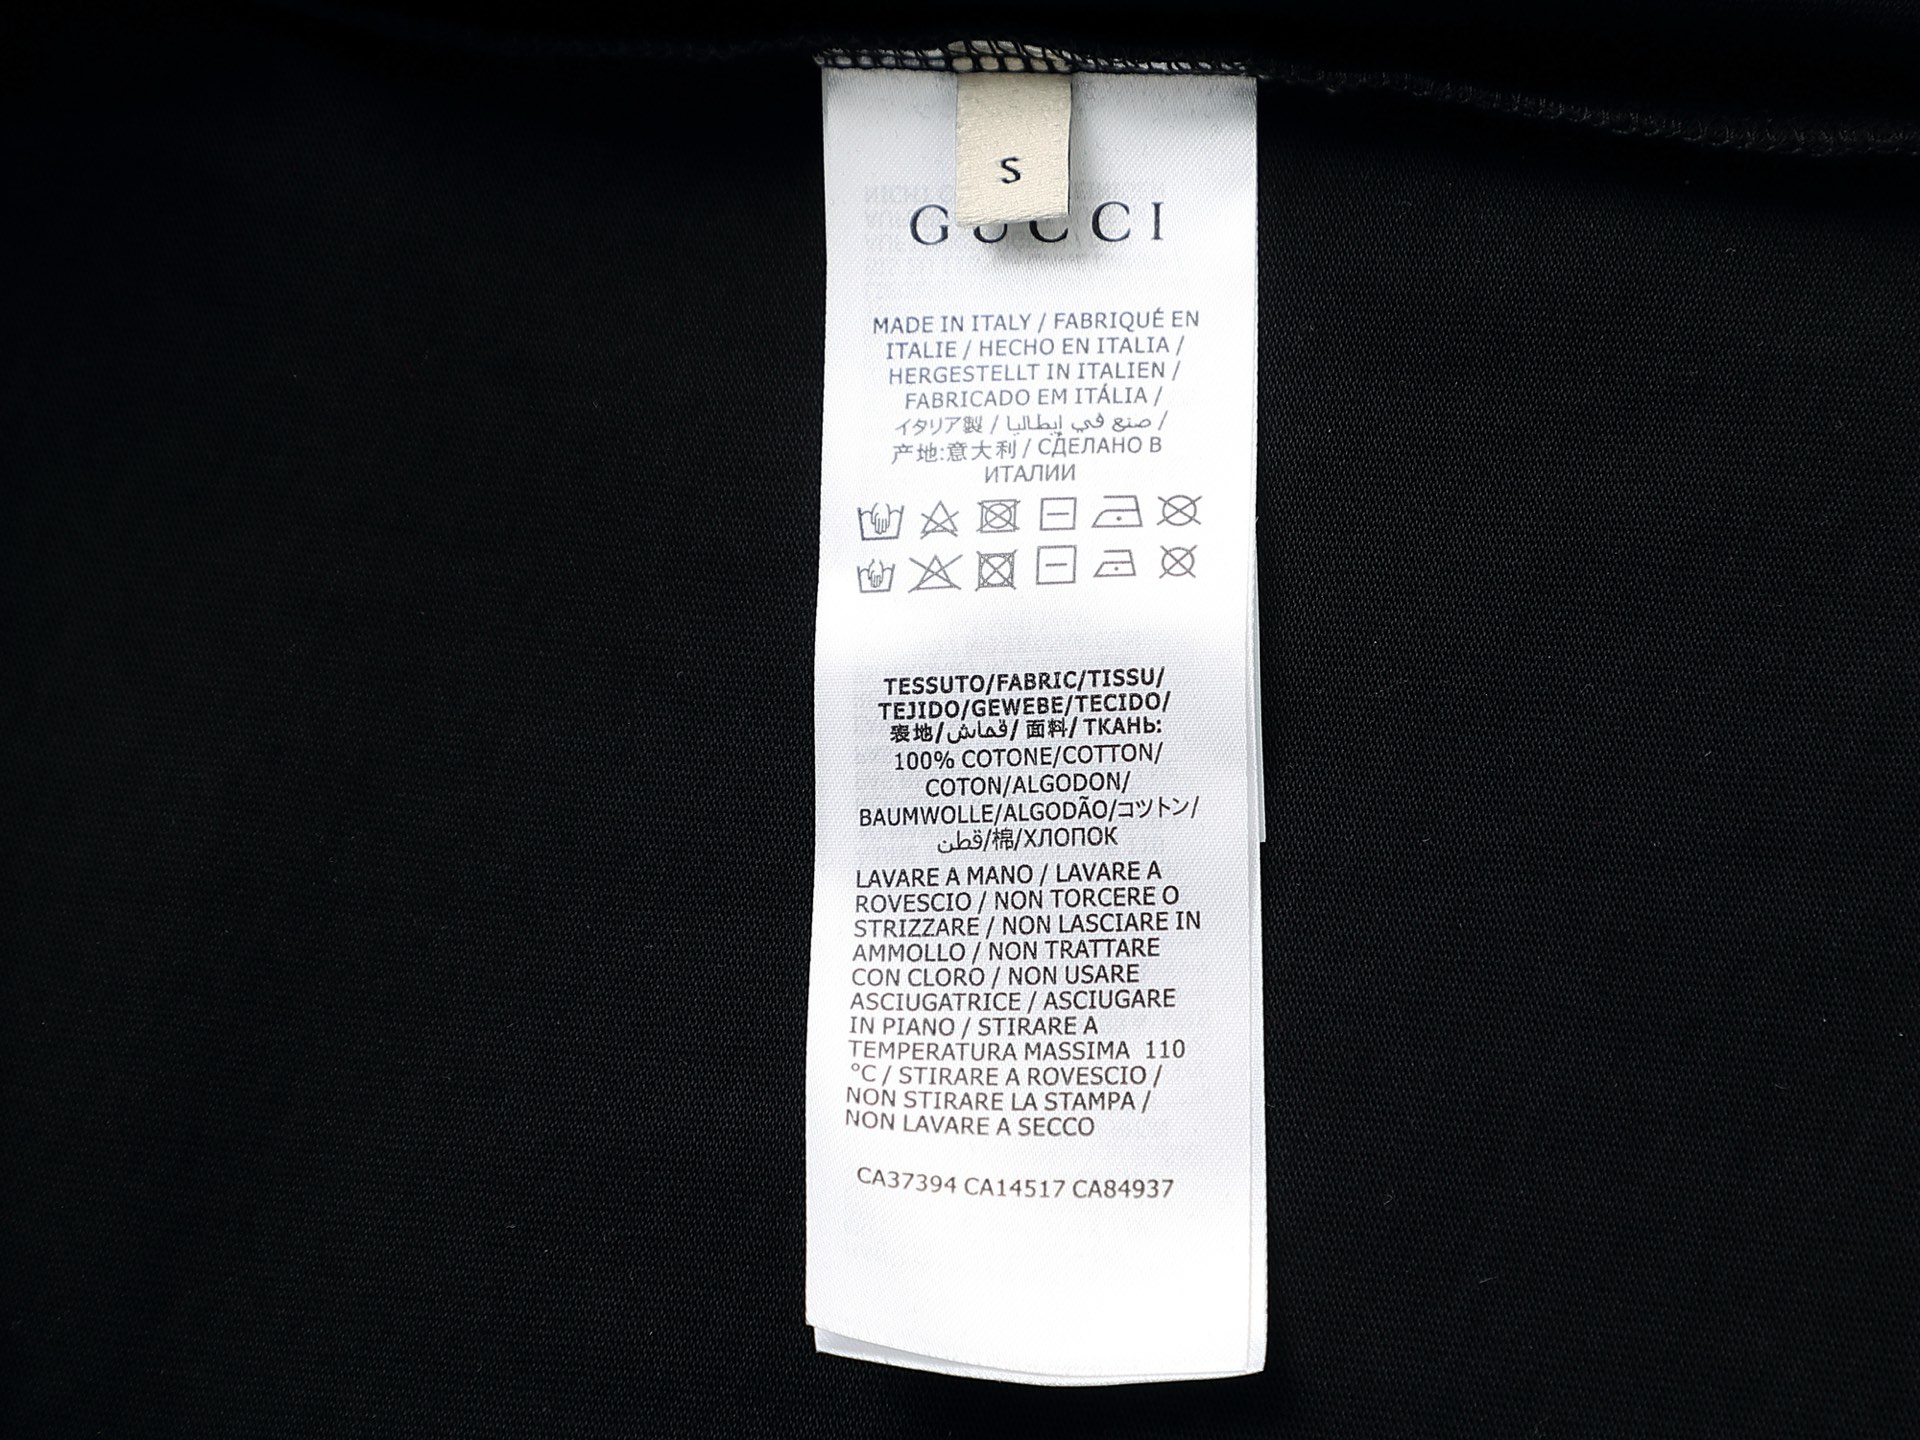 S
GUCCI
MADE IN ITALY / FABRIQUÉ EN
ITALIE / HECHO EN ITALIA /
HERGESTELLT IN ITALIEN /
FABRICADO EM ITÁLIA /
イタリア製 / صنع في إيطاليا /
产地:意大利 / СДЕЛАНО В
ИТАЛИИ
TESSUTO/FABRIC/TISSU/
TEJIDO/GEWEBE/TECIDO/
表地/قماش/ 面料/ ТКАНЬ:
100% COTONE/COTTON/
COTON/ALGODON/
BAUMWOLLE/ALGODÃO/コツトン/
قطن/棉/ХЛОПОК
LAVARE A MANO / LAVARE A
ROVESCIO / NON TORCERE O
STRIZZARE / NON LASCIARE IN
AMMOLLO / NON TRATTARE
CON CLORO / NON USARE
ASCIUGATRICE / ASCIUGARE
IN PIANO / STIRARE A
TEMPERATURA MASSIMA 110
°C / STIRARE A ROVESCIO /
NON STIRARE LA STAMPA /
NON LAVARE A SECCO
CA37394 CA14517 CA84937